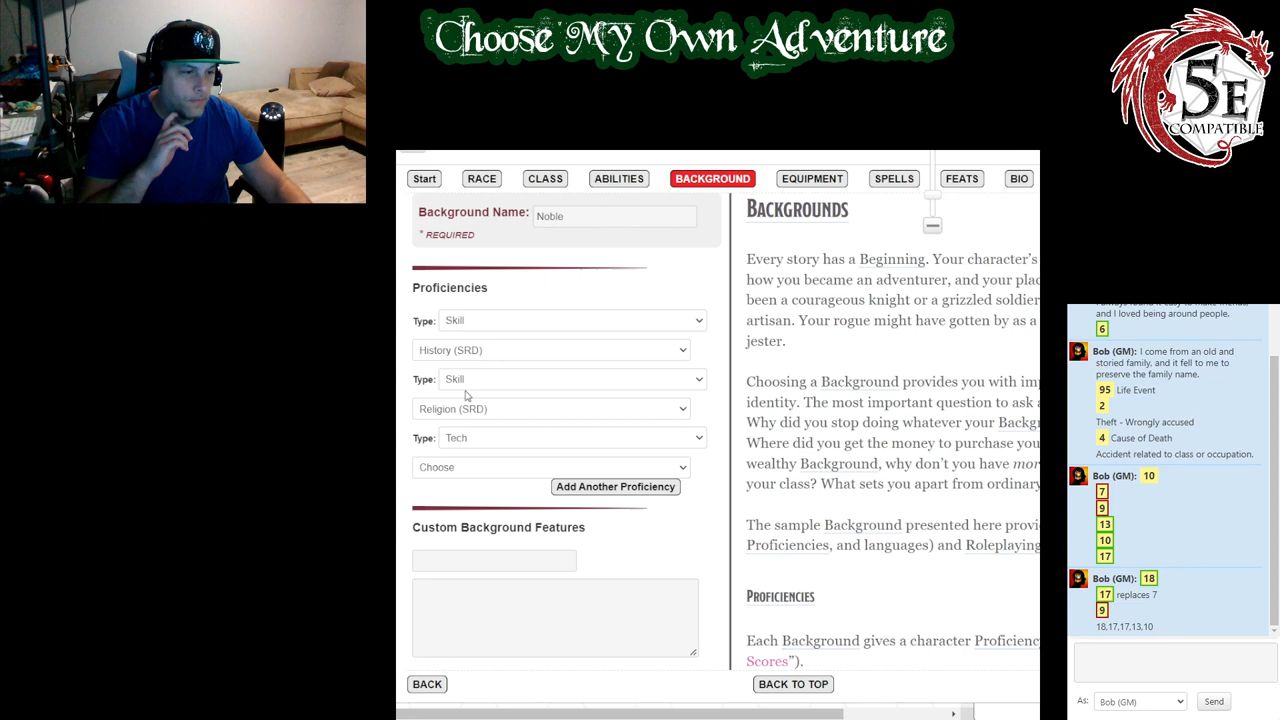 Choose My Own Adventure
5E
COMPATIBLE
Start
RACE
CLASS
ABILITIES
BACKGROUND
EQUIPMENT
SPELLS
FEATS
BIO
Background Name:
Noble
* REQUIRED
Proficiencies
Type:
Skill
History (SRD)
Type:
Skill
Religion (SRD)
Type:
Tech
Choose
Add Another Proficiency
Custom Background Features
BACK
BACKGROUNDS
Every story has a Beginning. Your character's
how you became an adventurer, and your plac
been a courageous knight or a grizzled soldier
artisan. Your rogue might have gotten by as a
jester.
Choosing a Background provides you with imp
identity. The most important question to ask a
Why did you stop doing whatever your Backg
Where did you get the money to purchase you
wealthy Background, why don't you have mor
your class? What sets you apart from ordinary
The sample Background presented here provi
Proficiencies, and languages) and Roleplaying
PROFICIENCIES
Each Background gives a character Proficiency
Scores").
BACK TO TOP
and I loved being around people.
6
Bob (GM): I come from an old and
storied family, and it fell to me to
preserve the family name.
95 Life Event
2
Theft - Wrongly accused
4 Cause of Death
Accident related to class or occupation.
Bob (GM): 10
7
9
13
10
17
Bob (GM): 18
17 replaces 7
9
18,17,17,13,10
As:
Bob (GM)
Send